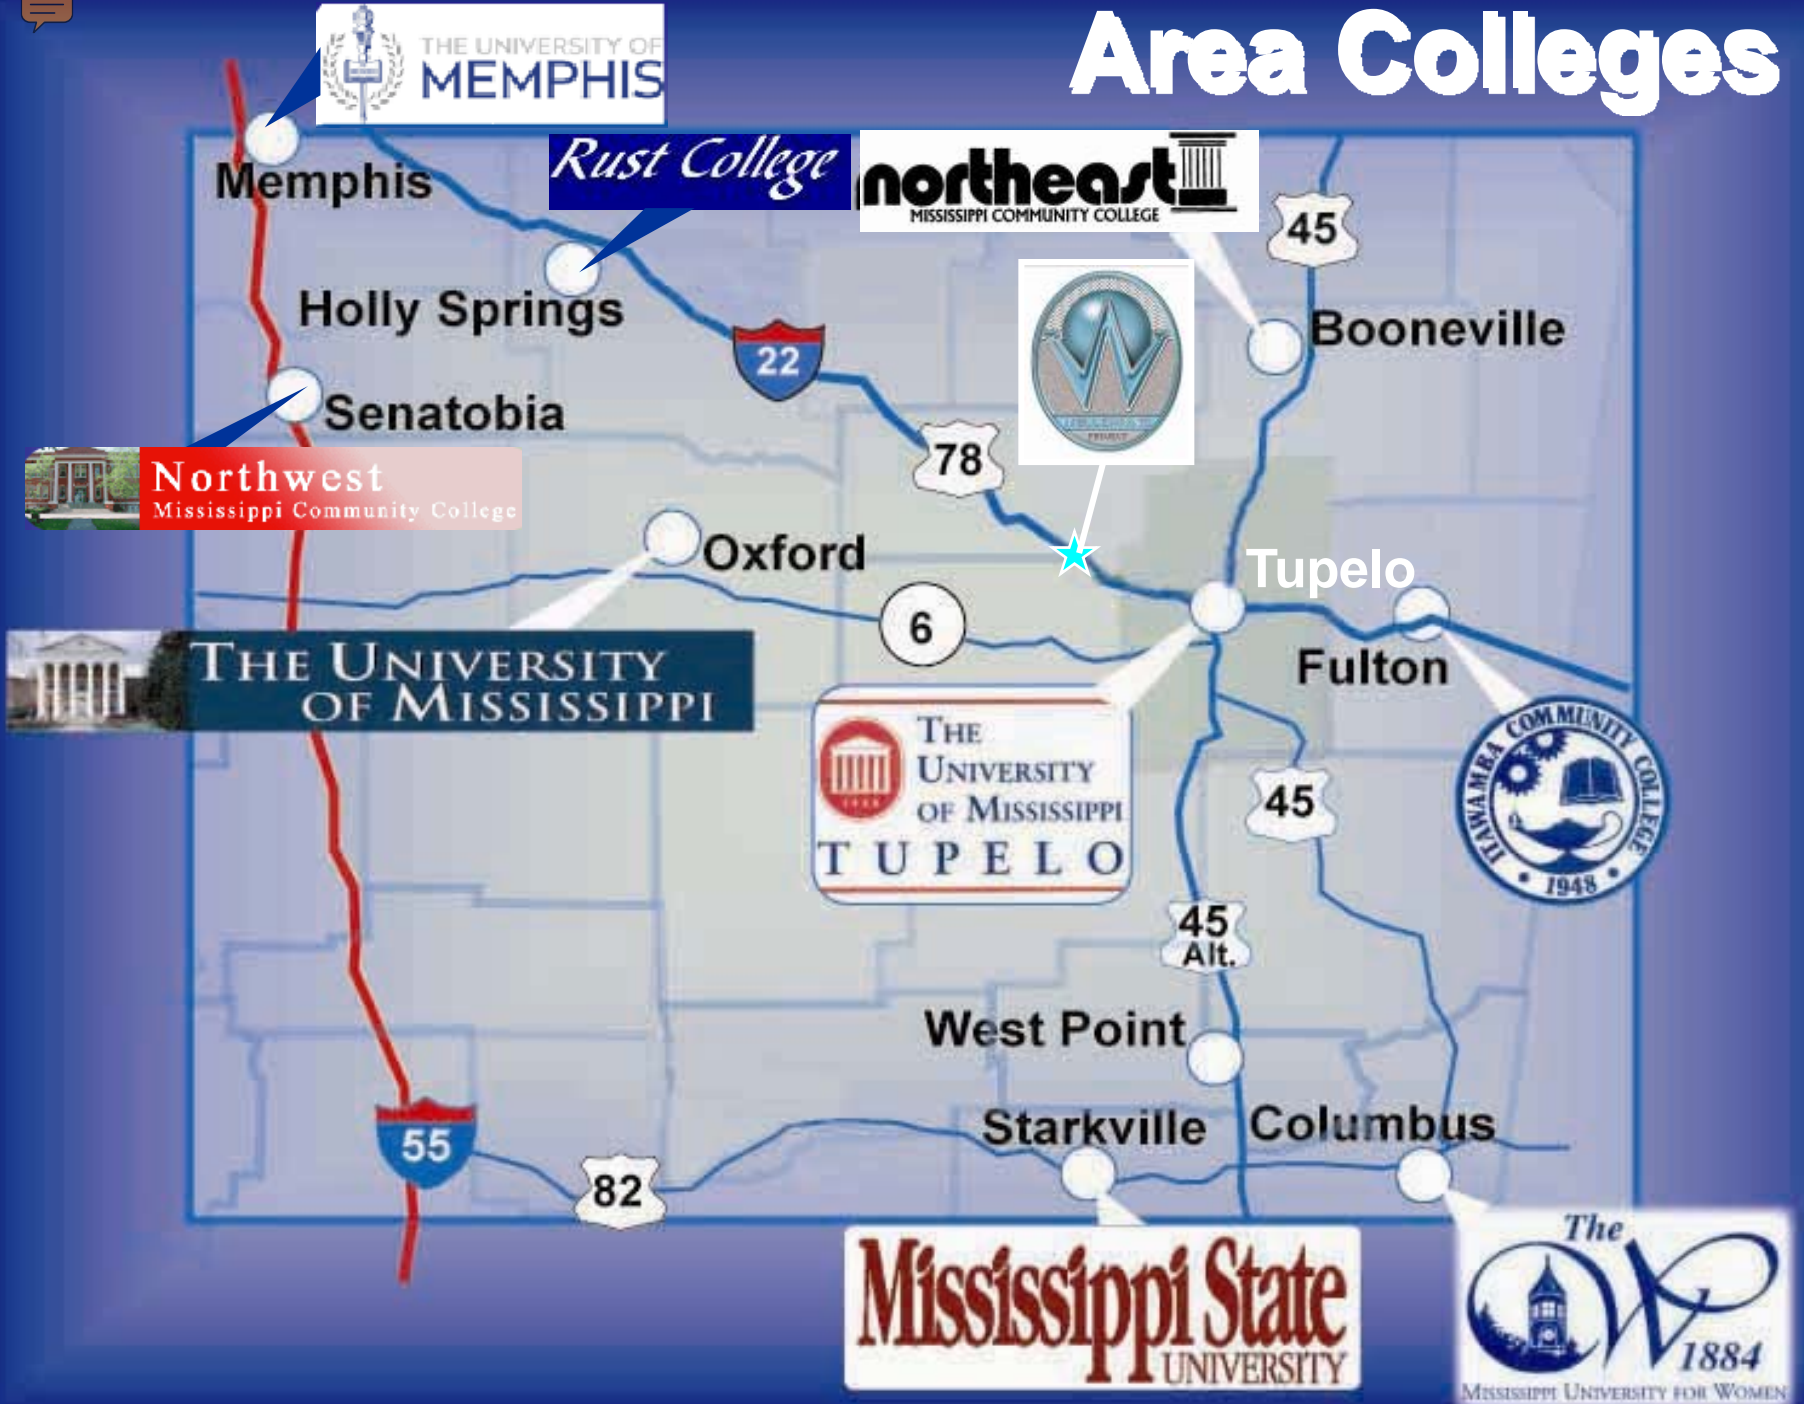 Area Colleges
THE UNIVERSITY OF
MEMPHIS
Memphis
Rust College
northeast
MISSISSIPPI COMMUNITY COLLEGE
45
Holly Springs
Booneville
22
W
Senatobia
78
Northwest
Mississippi Community College
Oxford
Tupelo
6
THE UNIVERSITY
OF MISSISSIPPI
Fulton
THE
UNIVERSITY
OF MISSISSIPPI
TUPELO
ITAWAMBA COMMUNITY COLLEGE
• 1948 •
45
45
Alt.
West Point
Starkville
Columbus
55
82
Mississippi State
UNIVERSITY
The
W
1884
MISSISSIPPI UNIVERSITY FOR WOMEN